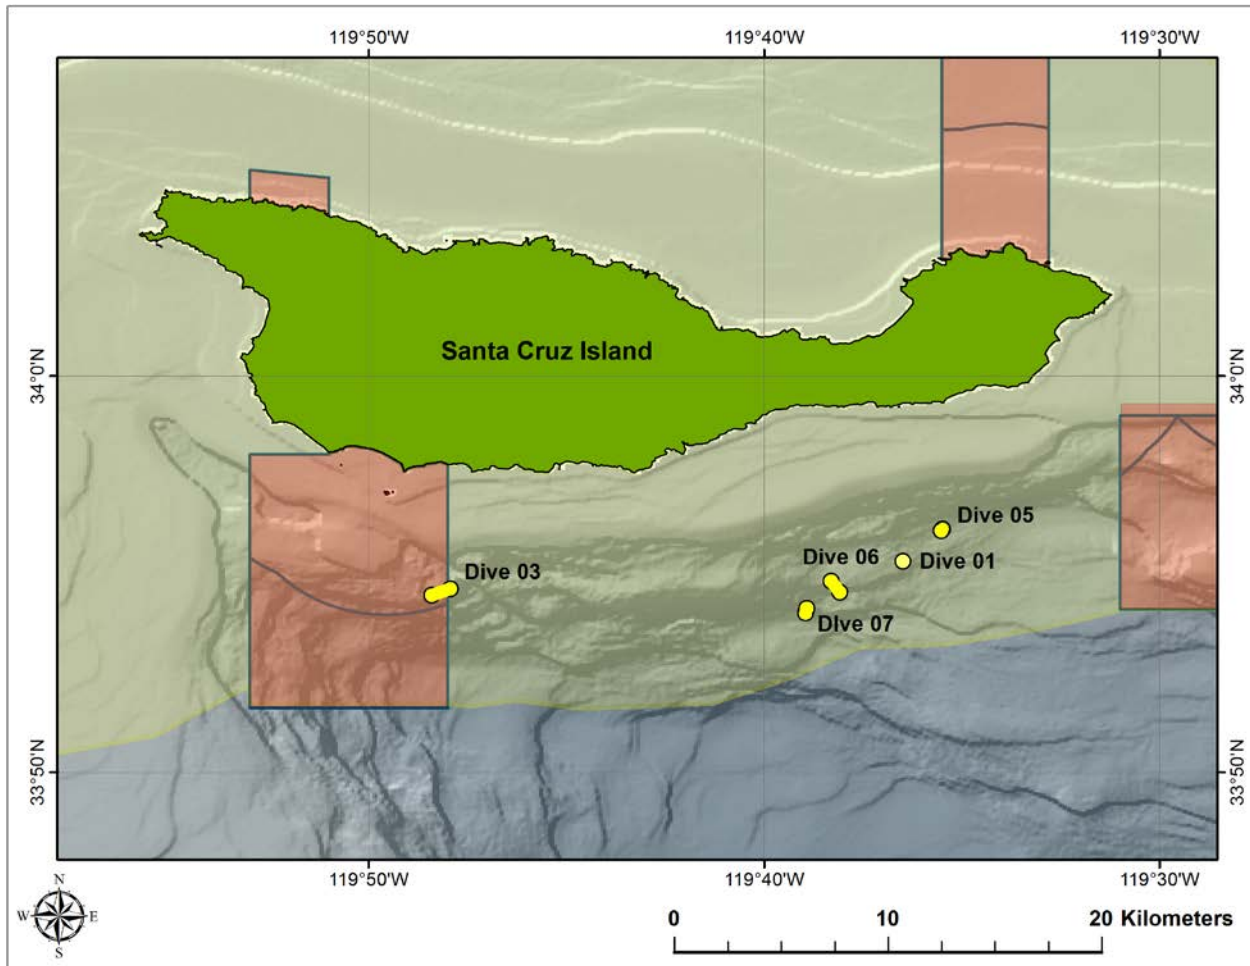 119°50'W
119°40'W
119°30'W
34°0'N
34°0'N
Santa Cruz Island
Dive 05
Dive 06
Dive 01
Dive 03
DIve 07
33°50'N
33°50'N
119°50'W
119°40'W
119°30'W
N
W
E
S
0
10
20 Kilometers